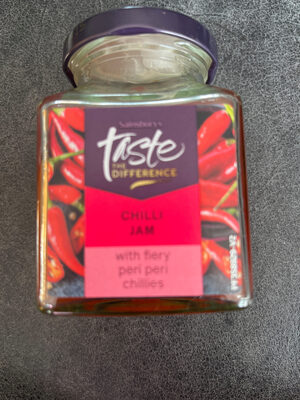 Sainsbury's
taste
THE
DIFFERENCE
CHILLI
JAM
with fiery
peri peri
chillies